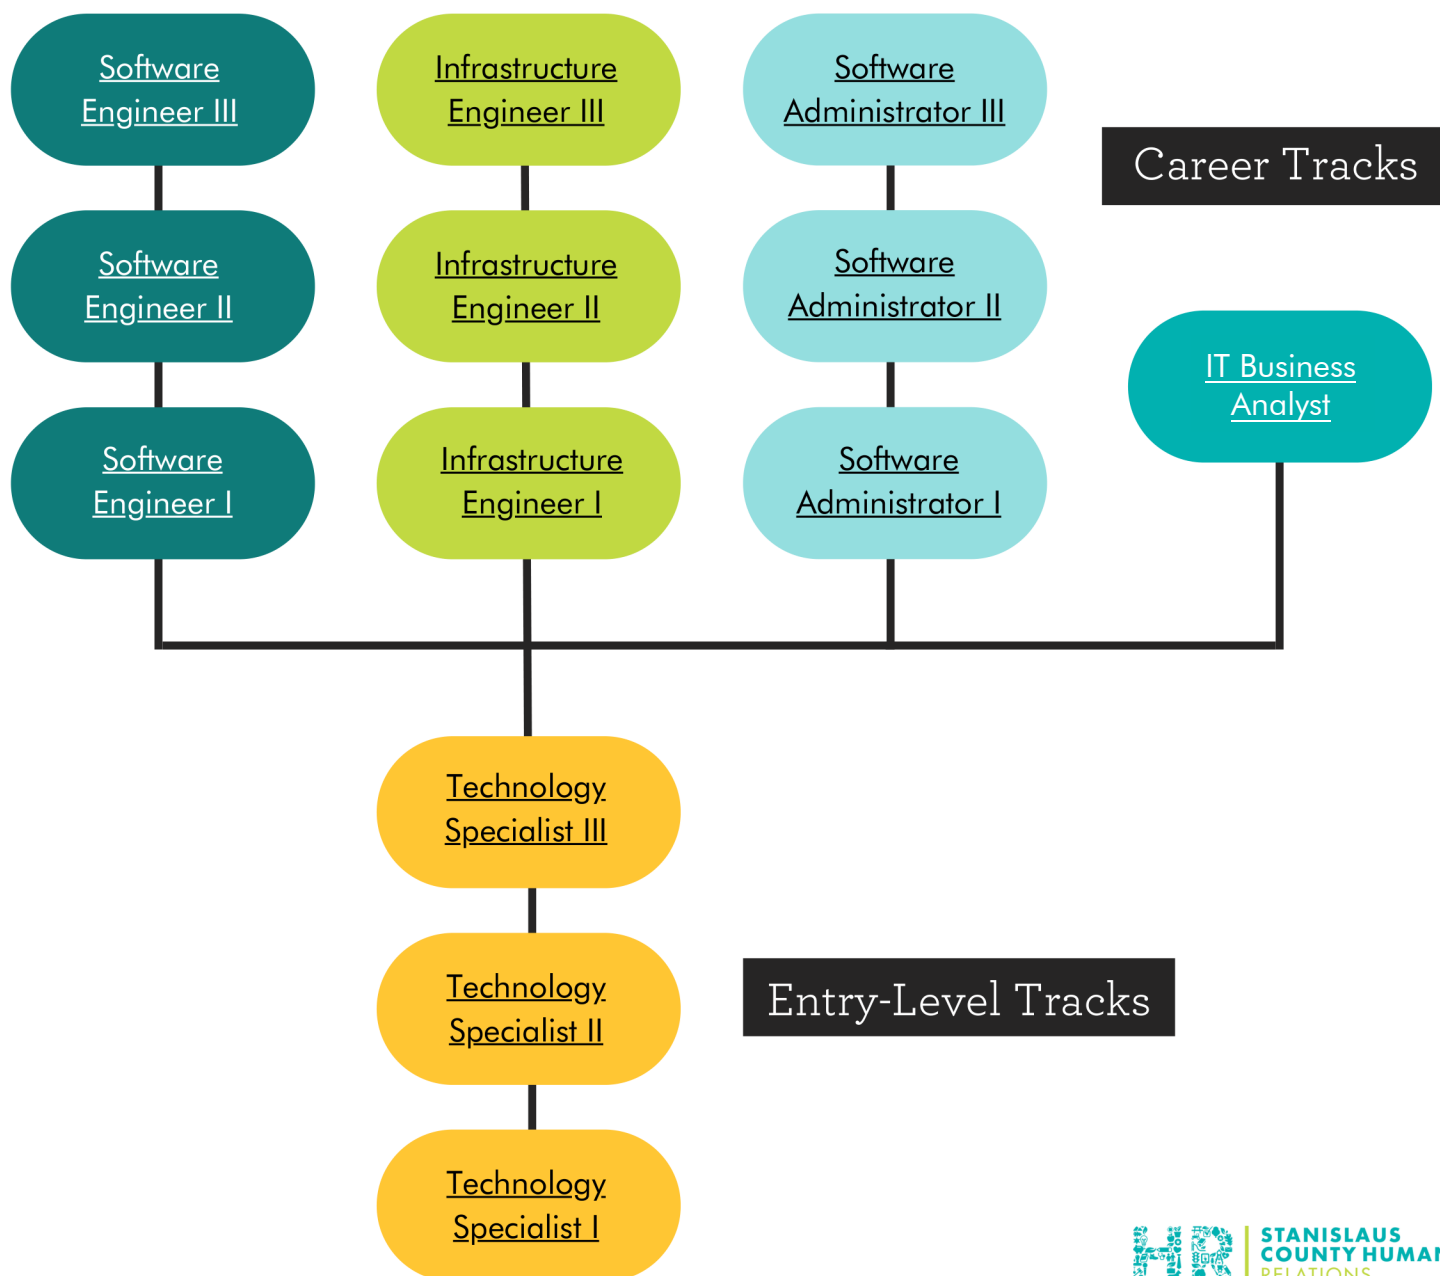 Software
Engineer III
Infrastructure
Engineer III
Software
Administrator III
Career Tracks
Software
Engineer II
Infrastructure
Engineer II
Software
Administrator II
IT Business
Analyst
Software
Engineer I
Infrastructure
Engineer I
Software
Administrator I
Technology
Specialist III
Technology
Specialist II
Entry-Level Tracks
Technology
Specialist I
HR
STANISLAUS
COUNTY HUMAN
RELATIONS